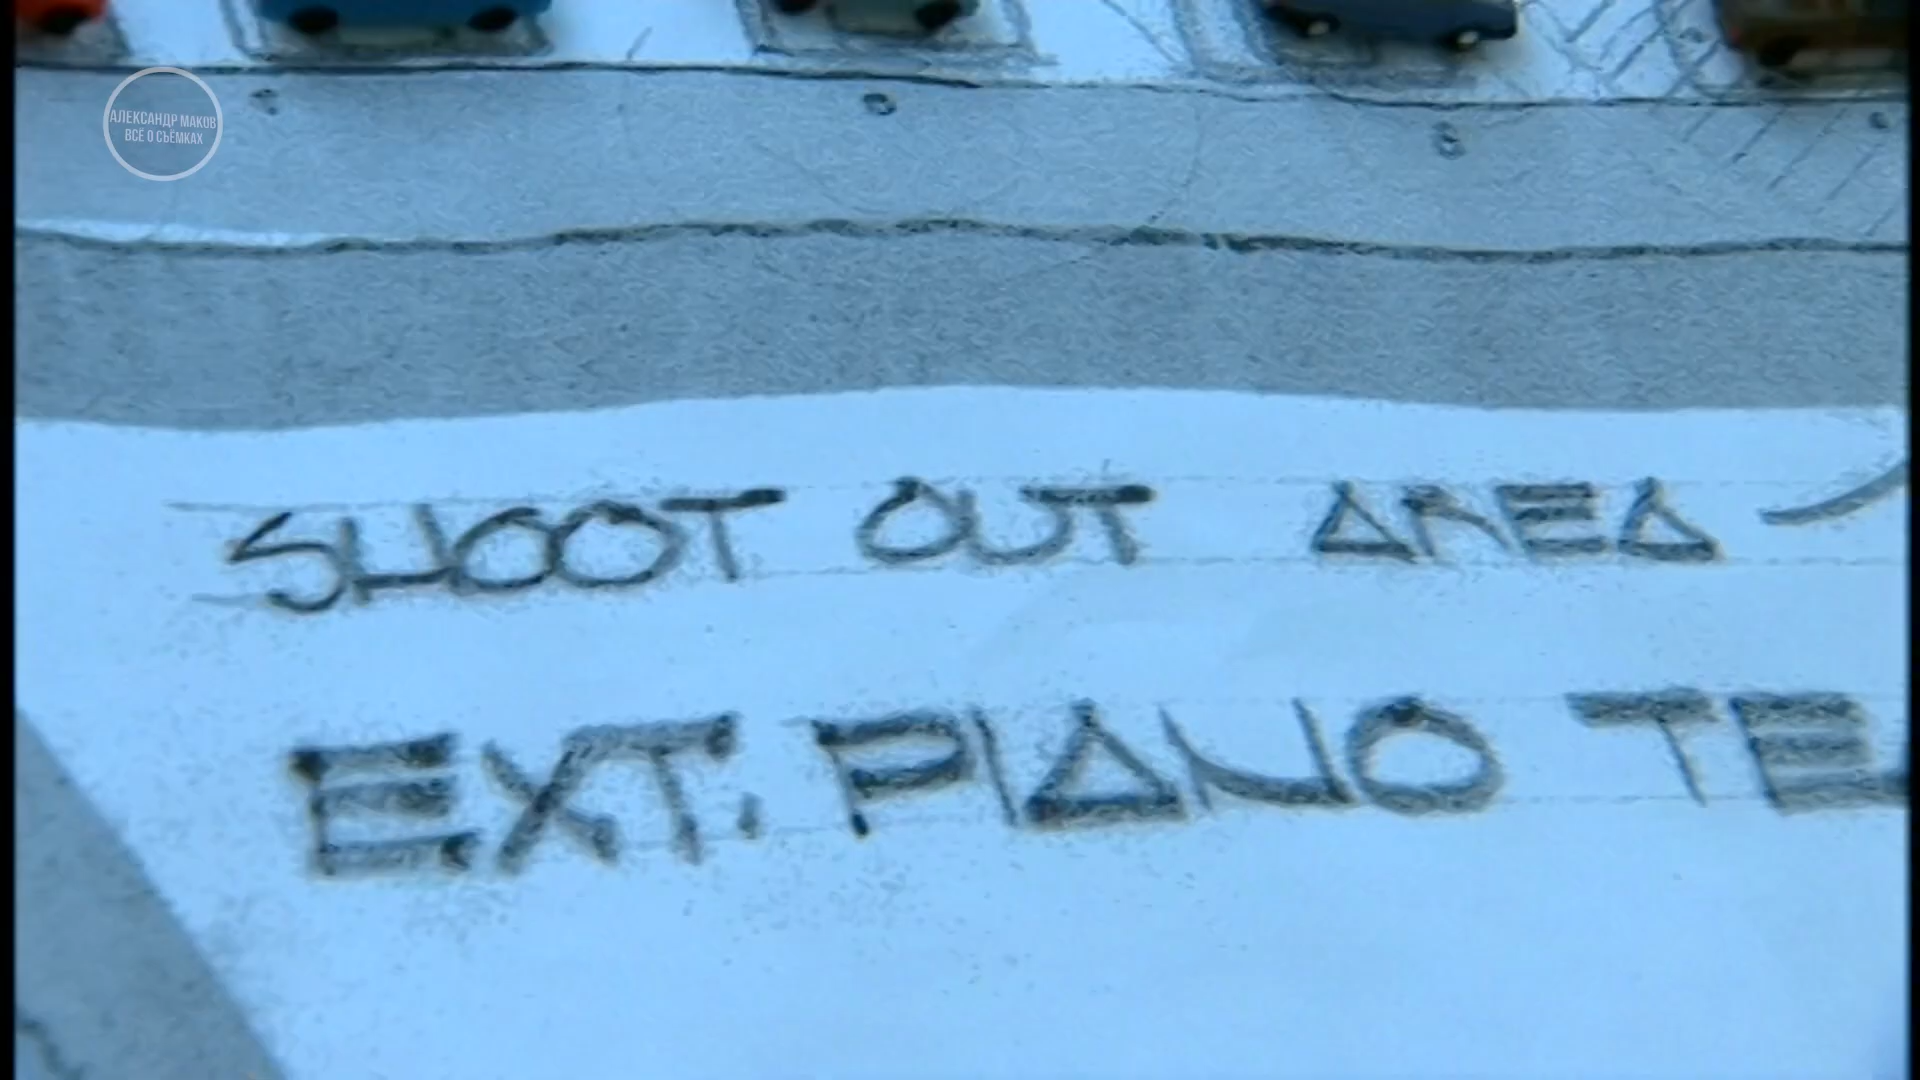 АЛЕКСАНДР МАКОВ
ВСЁ О СЪЁМКАХ
SHOOT OUT AREA
EXT. PIANO